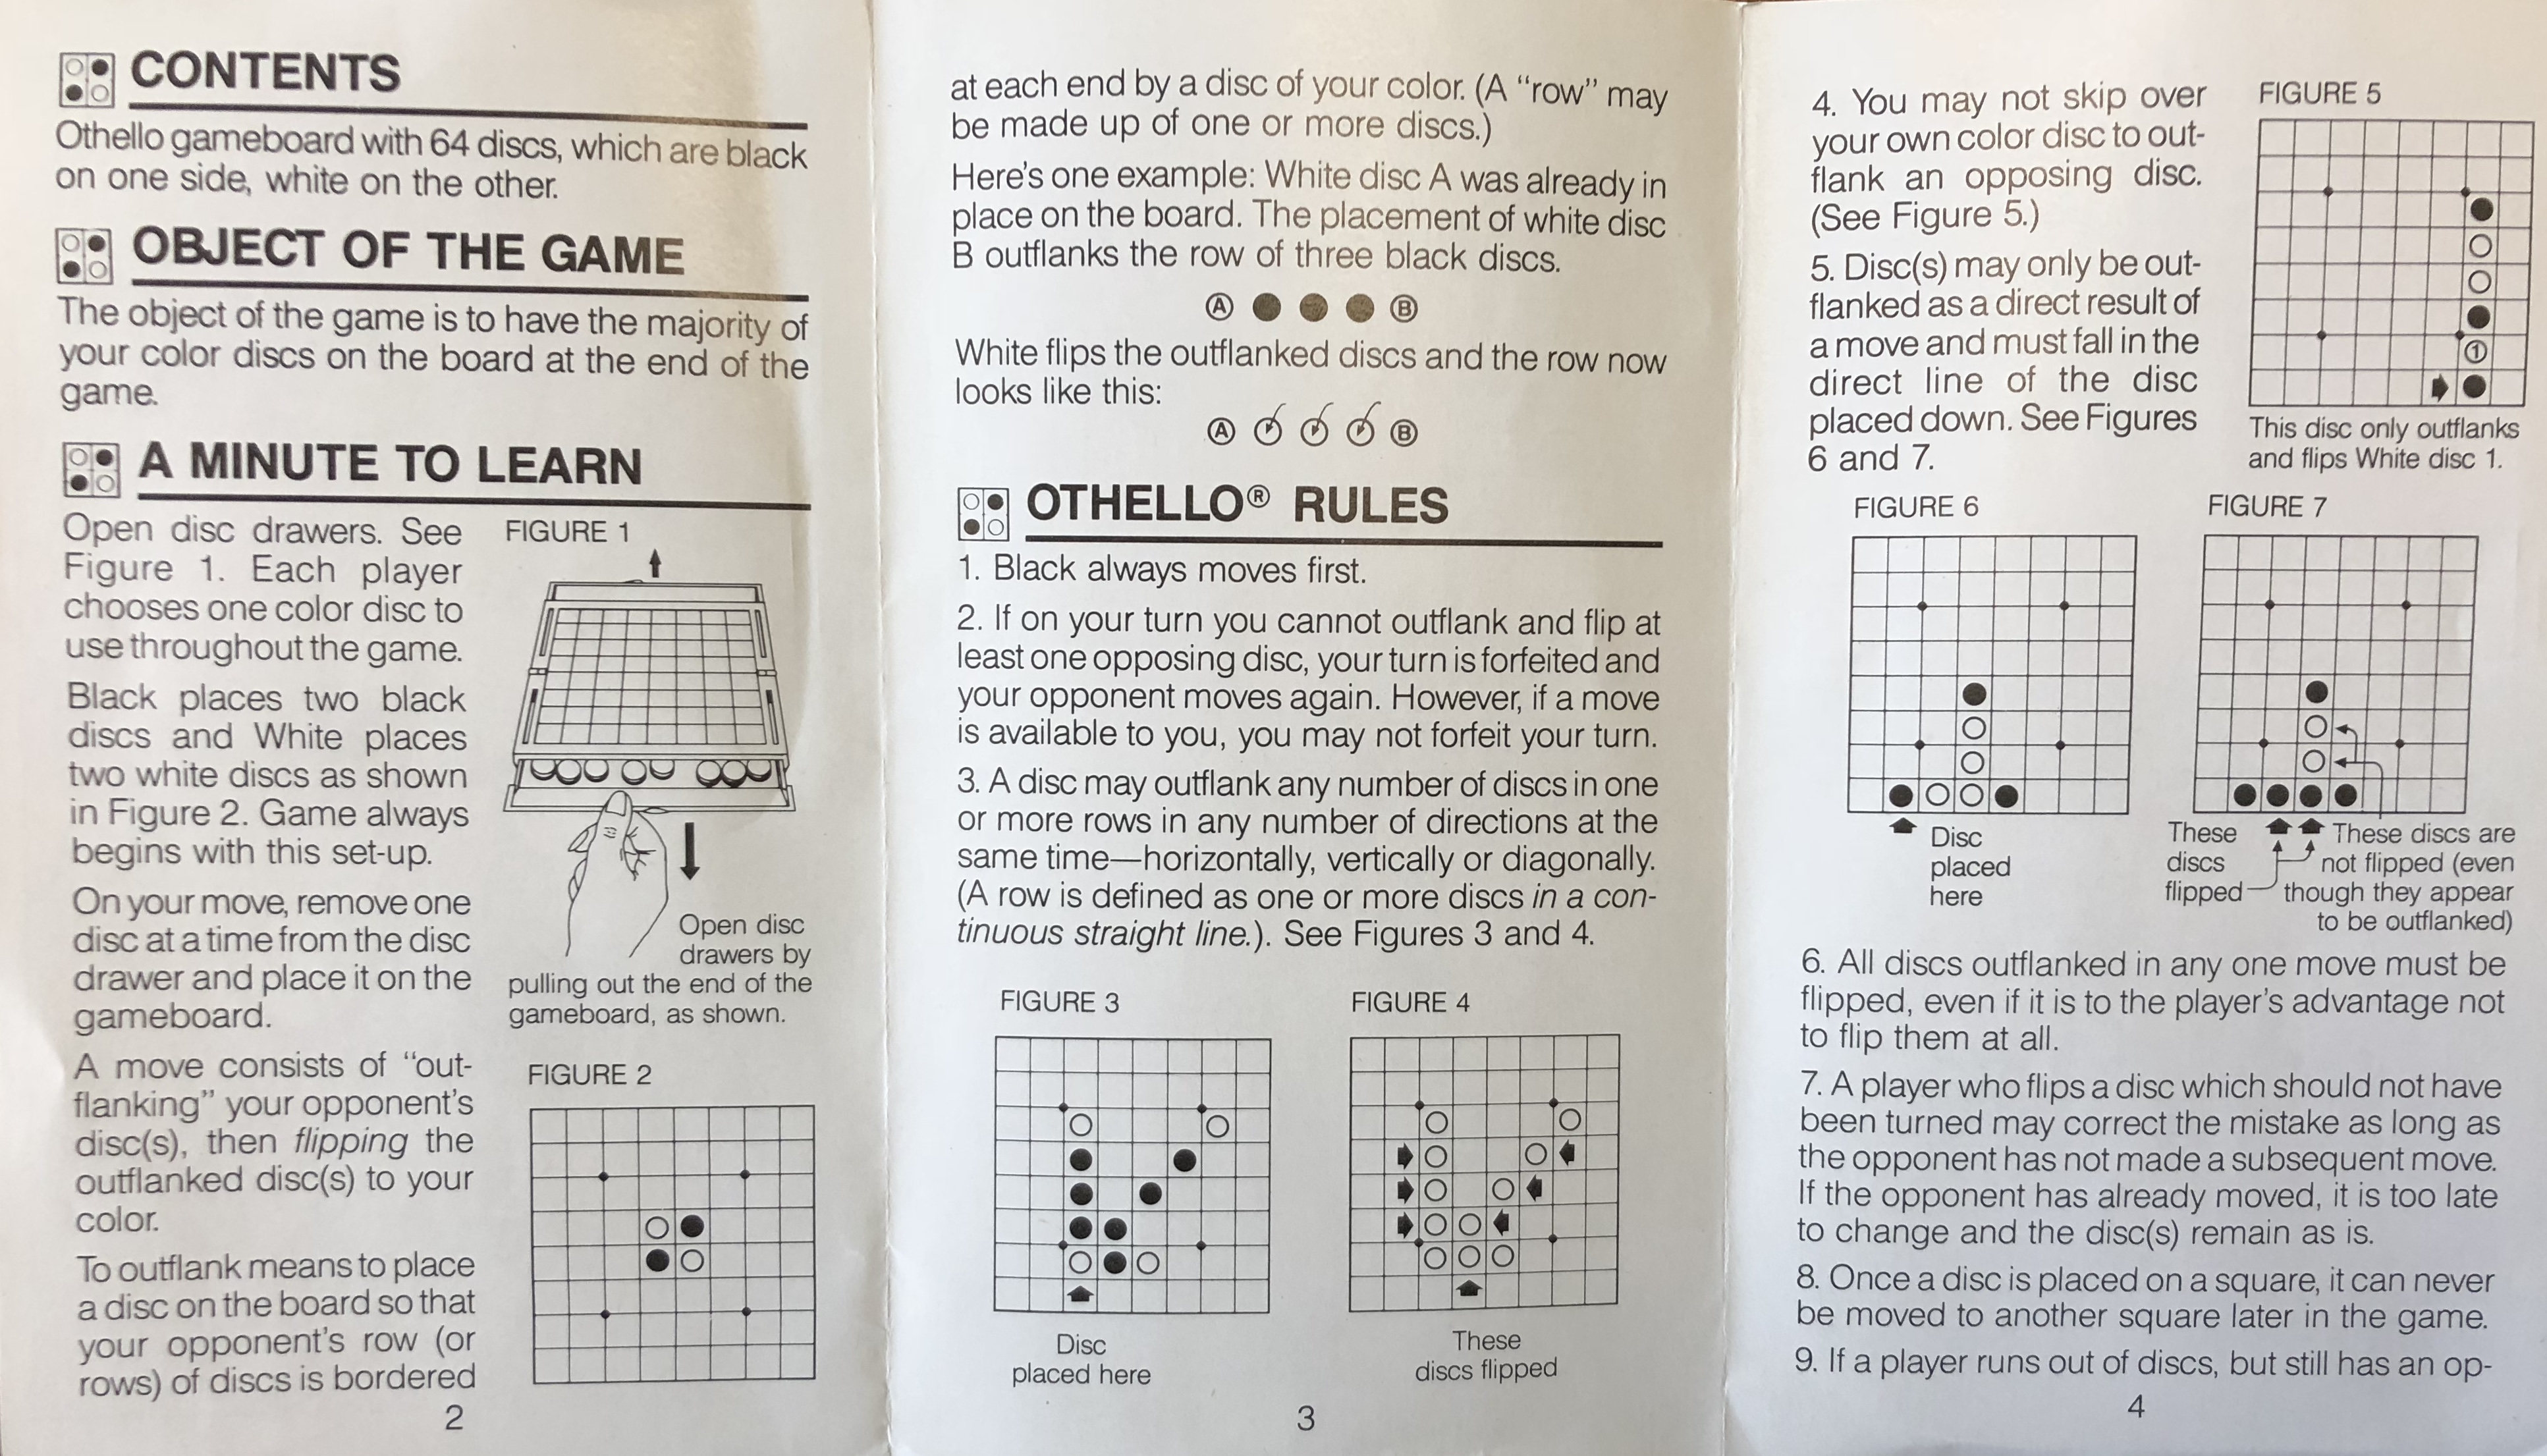 CONTENTS
Othello gameboard with 64 discs, which are black
on one side, white on the other.
OBJECT OF THE GAME
The object of the game is to have the majority of
your color discs on the board at the end of the
game.
A MINUTE TO LEARN
Open disc drawers. See
Figure 1. Each player
chooses one color disc to
use throughout the game.
Black places two black
discs and White places
two white discs as shown
in Figure 2. Game always
begins with this set-up.
On your move, remove one
disc at a time from the disc
drawer and place it on the
gameboard.
A move consists of “out-
flanking” your opponent's
disc(s), then flipping the
outflanked disc(s) to your
color.
To outflank means to place
a disc on the board so that
your opponent's row (or
rows) of discs is bordered
FIGURE 1
Open disc
drawers by
pulling out the end of the
gameboard, as shown.
FIGURE 2
2
at each end by a disc of your color. (A “row” may
be made up of one or more discs.)
Here's one example: White disc A was already in
place on the board. The placement of white disc
B outflanks the row of three black discs.
A B
White flips the outflanked discs and the row now
looks like this:
A B
OTHELLO® RULES
1. Black always moves first.
2. If on your turn you cannot outflank and flip at
least one opposing disc, your turn is forfeited and
your opponent moves again. However, if a move
is available to you, you may not forfeit your turn.
3. A disc may outflank any number of discs in one
or more rows in any number of directions at the
same time—horizontally, vertically or diagonally.
(A row is defined as one or more discs in a con-
tinuous straight line.). See Figures 3 and 4.
FIGURE 3
Disc
placed here
FIGURE 4
These
discs flipped
3
4. You may not skip over
your own color disc to out-
flank an opposing disc.
(See Figure 5.)
5. Disc(s) may only be out-
flanked as a direct result of
a move and must fall in the
direct line of the disc
placed down. See Figures
6 and 7.
FIGURE 5
1
This disc only outflanks
and flips White disc 1.
FIGURE 6
Disc
placed
here
FIGURE 7
These
discs
flipped
These discs are
not flipped (even
though they appear
to be outflanked)
6. All discs outflanked in any one move must be
flipped, even if it is to the player's advantage not
to flip them at all.
7. A player who flips a disc which should not have
been turned may correct the mistake as long as
the opponent has not made a subsequent move.
If the opponent has already moved, it is too late
to change and the disc(s) remain as is.
8. Once a disc is placed on a square, it can never
be moved to another square later in the game.
9. If a player runs out of discs, but still has an op-
4